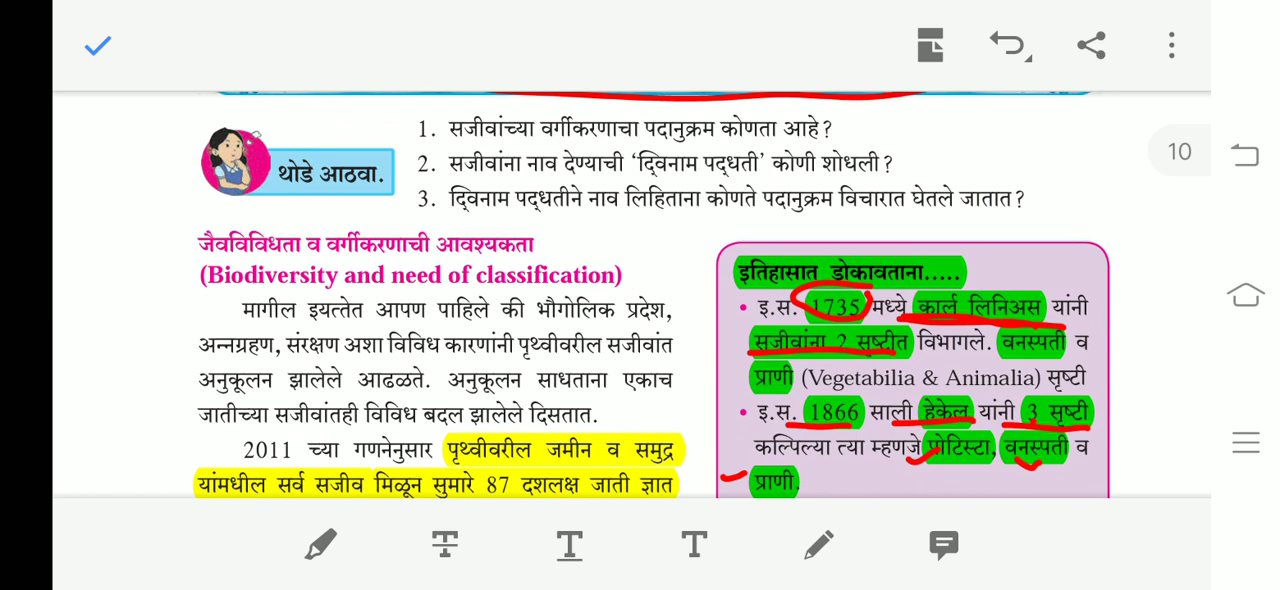 1. सजीवांच्या वर्गीकरणाचा पदानुक्रम कोणता आहे?
थोडे आठवा.
2. सजीवांना नाव देण्याची ‘द्विनाम पद्धती’ कोणी शोधली?
3. द्विनाम पद्धतीने नाव लिहिताना कोणते पदानुक्रम विचारात घेतले जातात?
10
जैवविविधता व वर्गीकरणाची आवश्यकता
(Biodiversity and need of classification)
मागील इयत्तेत आपण पाहिले की भौगोलिक प्रदेश,
अन्नग्रहण, संरक्षण अशा विविध कारणांनी पृथ्वीवरील सजीवांत
अनुकूलन झालेले आढळते. अनुकूलन साधताना एकाच
जातीच्या सजीवांतही विविध बदल झालेले दिसतात.
2011 च्या गणनेनुसार पृथ्वीवरील जमीन व समुद्र
यांमधील सर्व सजीव मिळून सुमारे 87 दशलक्ष जाती ज्ञात
इतिहासात डोकावताना.....
• इ.स. 1735 मध्ये कार्ल लिनिअस यांनी
सजीवांना 2 सृष्टीत विभागले. वनस्पती व
प्राणी (Vegetabilia & Animalia) सृष्टी
• इ.स. 1866 साली हेकेल यांनी 3 सृष्टी
कल्पिल्या त्या म्हणजे प्रोटिस्टा, वनस्पती व
प्राणी.
T
T
T